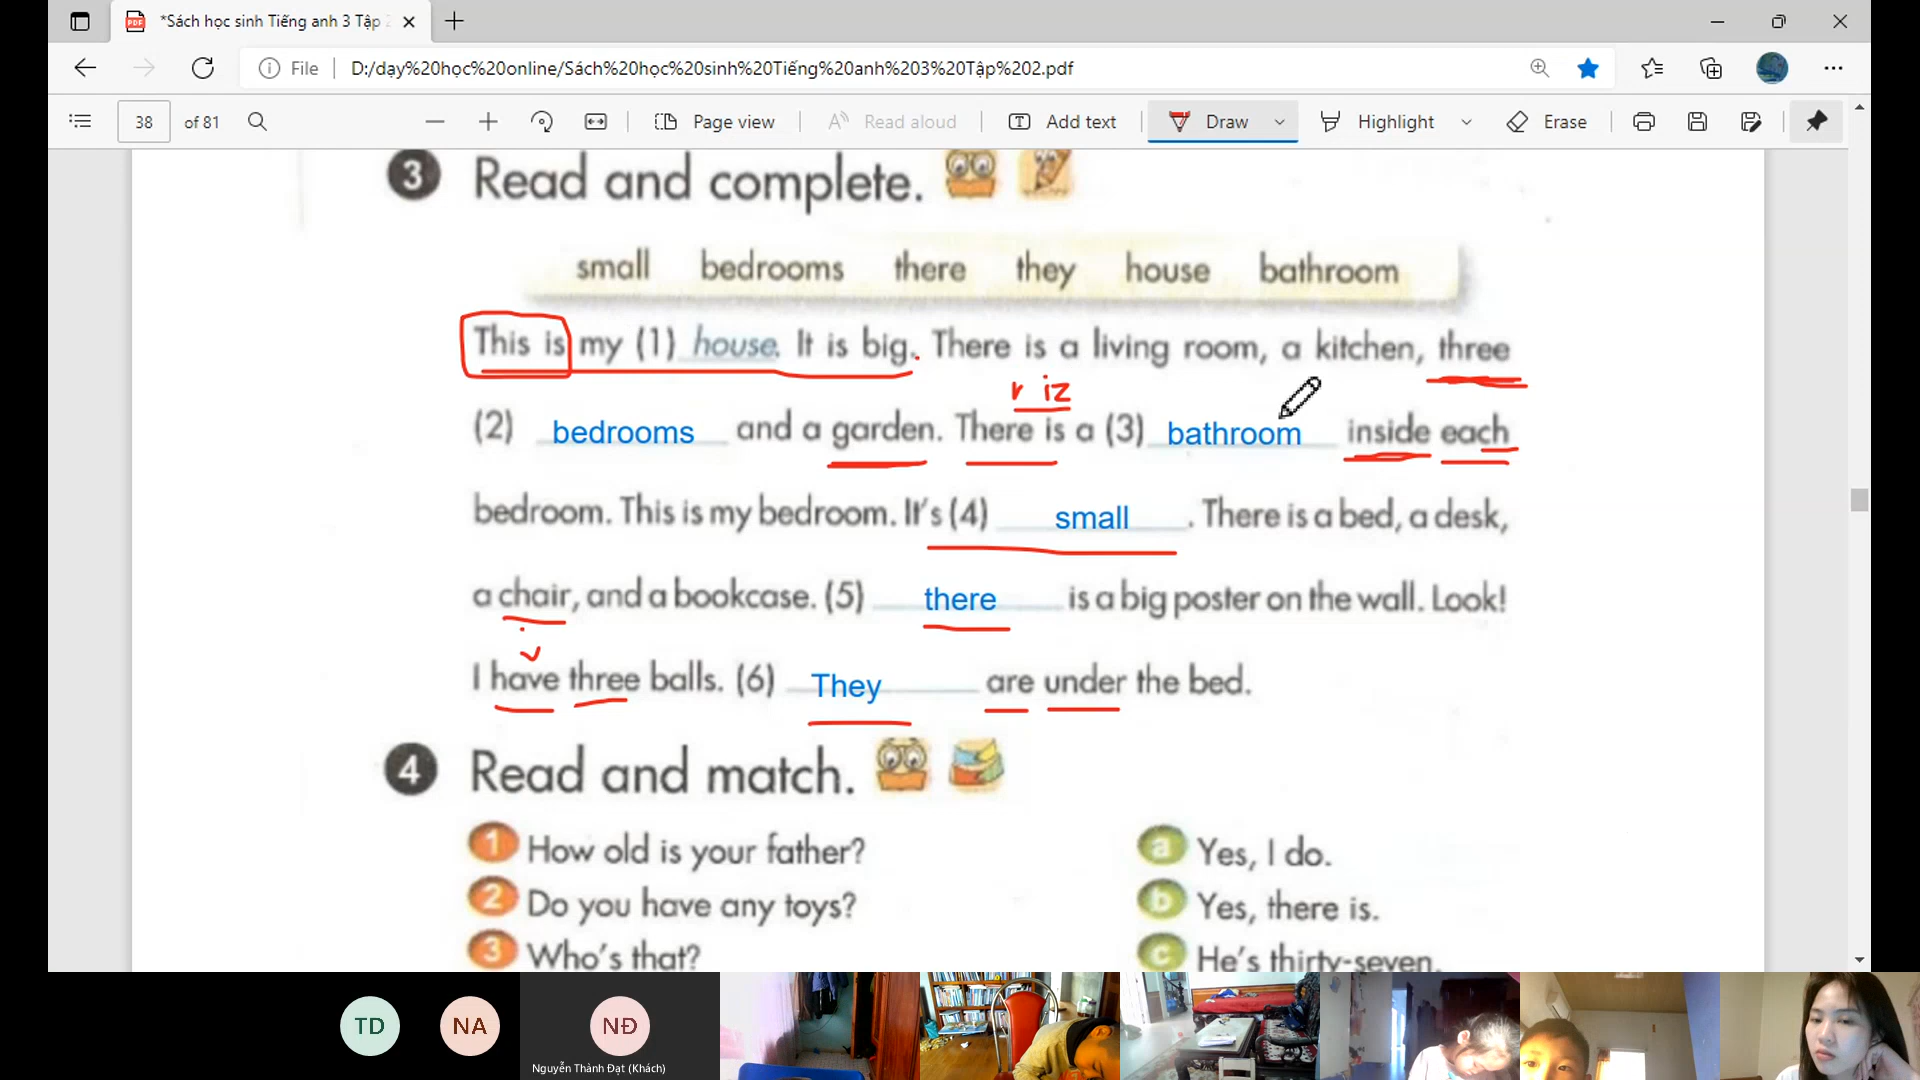 *Sách học sinh Tiếng anh 3 Tập 2
File D:/dạy%20học%20online/Sách%20học%20sinh%20Tiếng%20anh%203%20Tập%202.pdf
38 of 81 Page view Read aloud Add text Draw Highlight Erase
3 Read and complete.
small bedrooms there they house bathroom
This is my (1) house. It is big. There is a living room, a kitchen, three
r iz
(2) bedrooms and a garden. There is a (3) bathroom inside each
bedroom. This is my bedroom. It's (4) small . There is a bed, a desk,
a chair, and a bookcase. (5) there is a big poster on the wall. Look!
v
I have three balls. (6) They are under the bed.
4 Read and match.
1 How old is your father? a Yes, I do.
2 Do you have any toys? b Yes, there is.
3 Who's that? c He's thirty-seven.
TD NA NĐ
Nguyễn Thành Đạt (Khách)